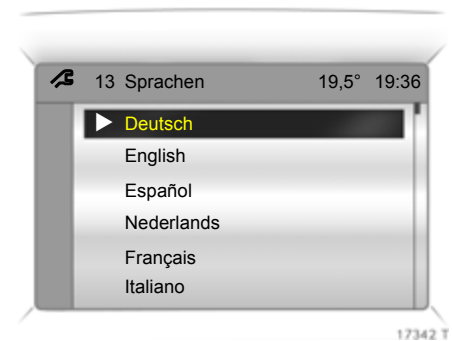 13 Sprachen 19,5° 19:36
Deutsch
English
Español
Nederlands
Français
Italiano
17342 T